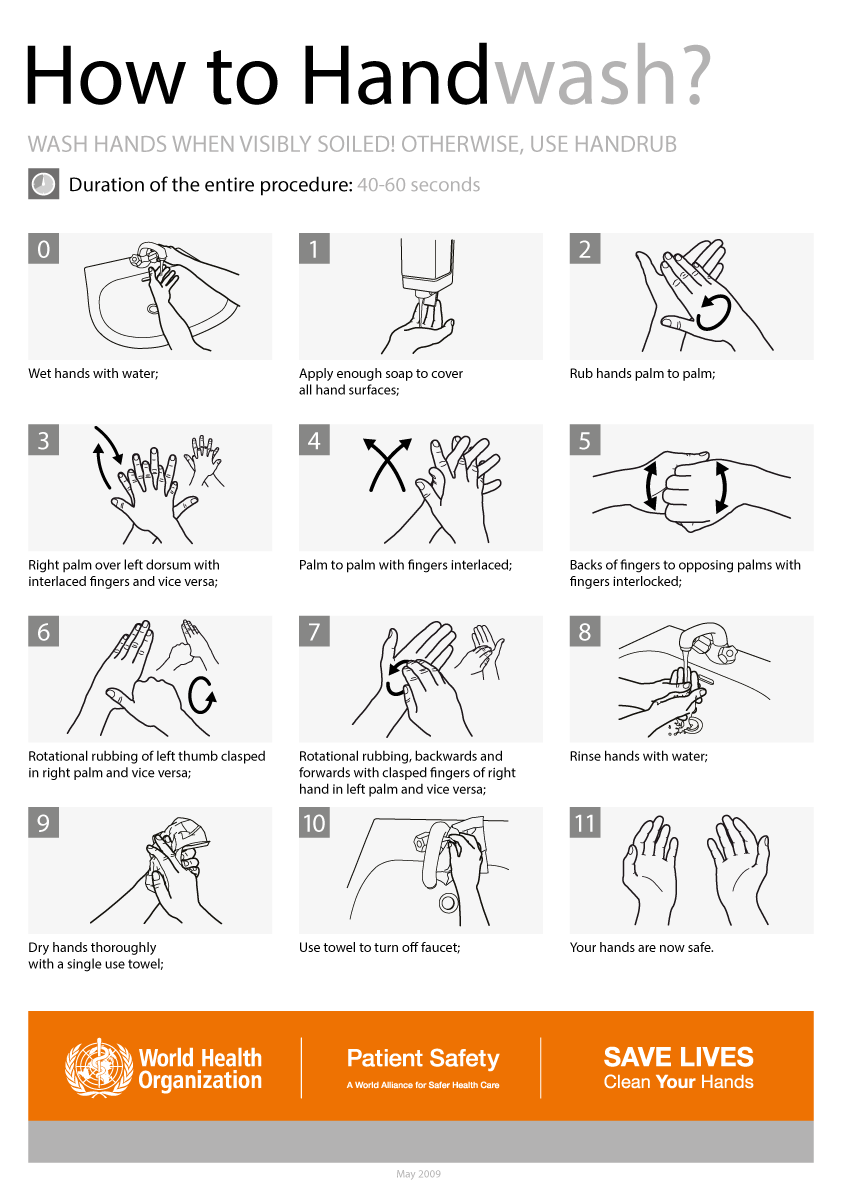 How to Handwash?
WASH HANDS WHEN VISIBLY SOILED! OTHERWISE, USE HANDRUB
Duration of the entire procedure: 40-60 seconds
0
Wet hands with water;
1
Apply enough soap to cover
all hand surfaces;
2
Rub hands palm to palm;
3
Right palm over left dorsum with
interlaced fingers and vice versa;
4
Palm to palm with fingers interlaced;
5
Backs of fingers to opposing palms with
fingers interlocked;
6
Rotational rubbing of left thumb clasped
in right palm and vice versa;
7
Rotational rubbing, backwards and
forwards with clasped fingers of right
hand in left palm and vice versa;
8
Rinse hands with water;
9
Dry hands thoroughly
with a single use towel;
10
Use towel to turn off faucet;
11
Your hands are now safe.
World Health
Organization
Patient Safety
A World Alliance for Safer Health Care
SAVE LIVES
Clean Your Hands
May 2009